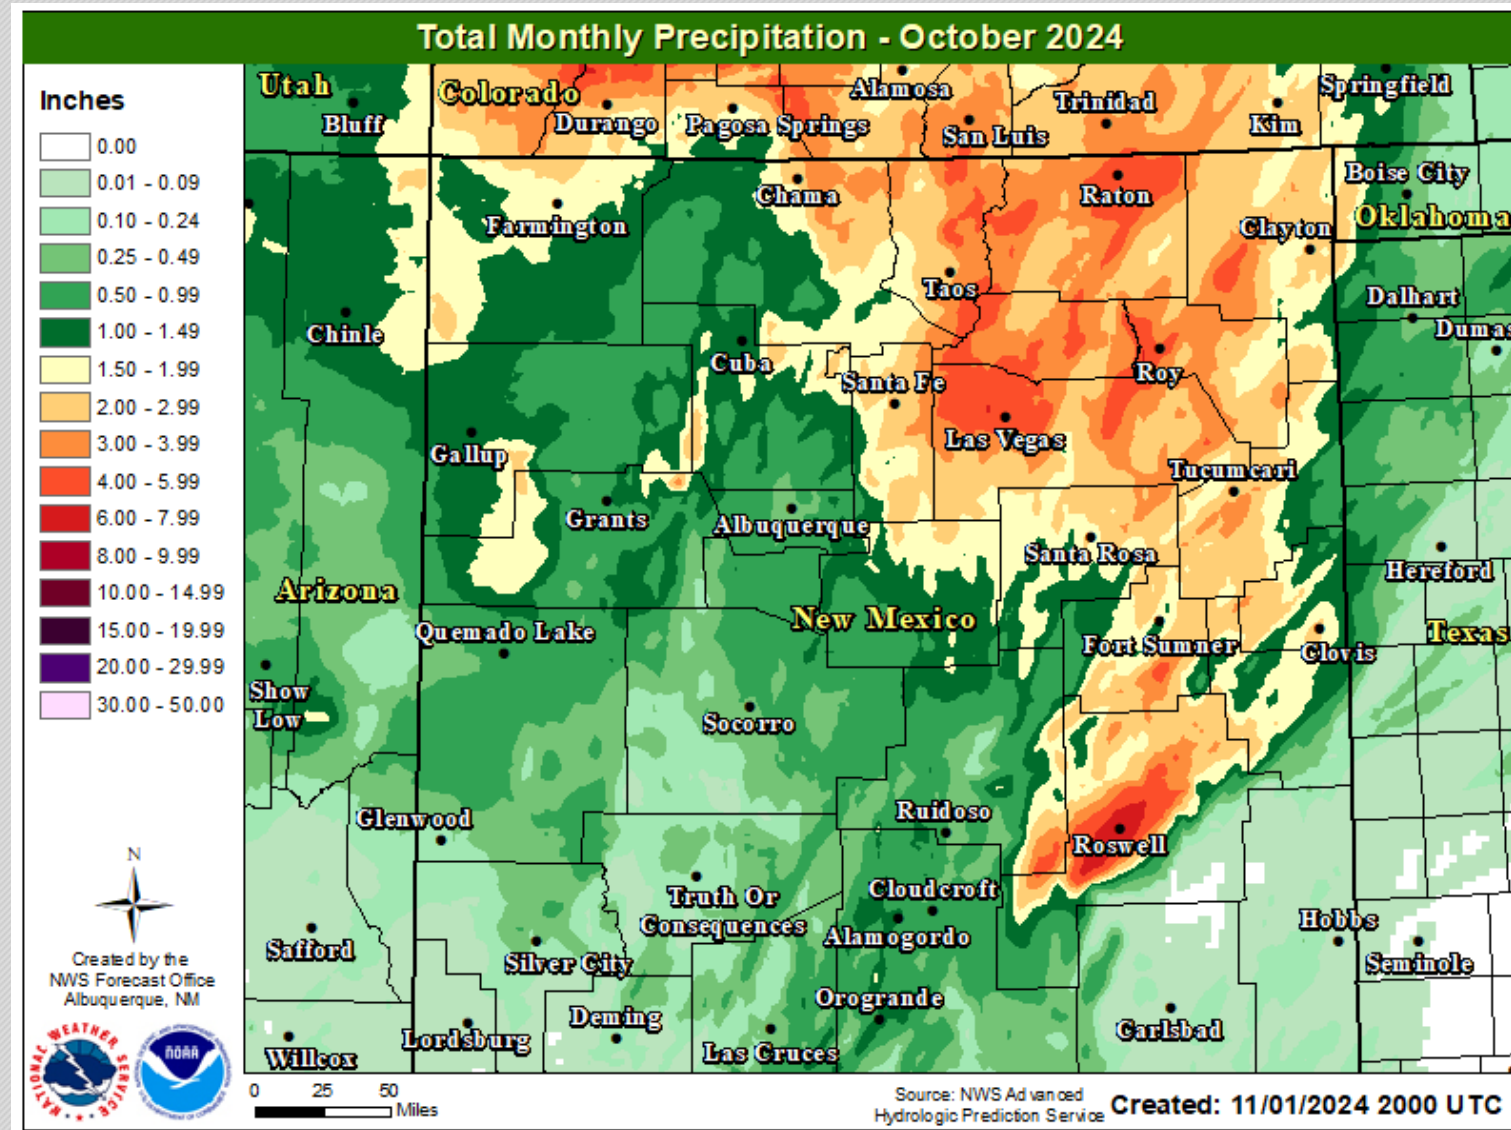 Total Monthly Precipitation - October 2024
Inches
0.00
0.01 - 0.09
0.10 - 0.24
0.25 - 0.49
0.50 - 0.99
1.00 - 1.49
1.50 - 1.99
2.00 - 2.99
3.00 - 3.99
4.00 - 5.99
6.00 - 7.99
8.00 - 9.99
10.00 - 14.99
15.00 - 19.99
20.00 - 29.99
30.00 - 50.00
Utah
Colorado
Alamosa
Springfield
Bluff
Durango
Pagosa Springs
San Luis
Trinidad
Kim
Boise City
Oklahoma
Chama
Raton
Farmington
Clayton
Taos
Dalhart
Dumas
Chinle
Cuba
Santa Fe
Roy
Gallup
Las Vegas
Tucumcari
Grants
Albuquerque
Santa Rosa
Hereford
Arizona
New Mexico
Texas
Quemado Lake
Fort Sumner
Clovis
Show
Low
Socorro
Glenwood
Ruidoso
Roswell
Truth Or
Consequences
Cloudcroft
Alamogordo
Hobbs
Seminole
Safford
Silver City
Orogrande
Carlsbad
Deming
Lordsburg
Las Cruces
Willcox
N
Created by the
NWS Forecast Office
Albuquerque, NM
NATIONAL WEATHER SERVICE
NOAA
0 25 50
Miles
Source: NWS Advanced
Hydrologic Prediction Service
Created: 11/01/2024 2000 UTC